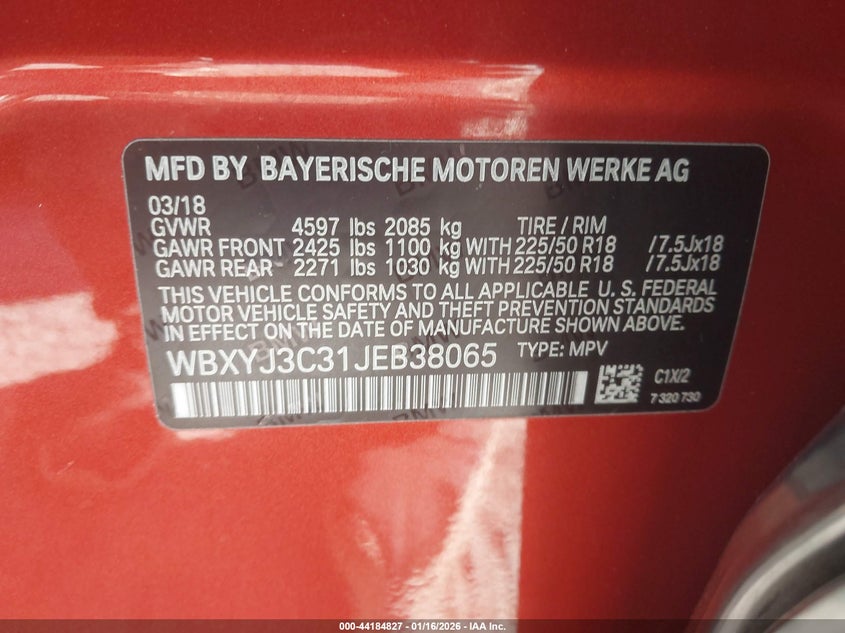 MFD BY BAYERISCHE MOTOREN WERKE AG
03/18
GVWR 4597 lbs 2085 kg TIRE / RIM
GAWR FRONT 2425 lbs 1100 kg WITH 225/50 R18 /7.5Jx18
GAWR REAR 2271 lbs 1030 kg WITH 225/50 R18 /7.5Jx18
THIS VEHICLE CONFORMS TO ALL APPLICABLE U. S. FEDERAL
MOTOR VEHICLE SAFETY AND THEFT PREVENTION STANDARDS
IN EFFECT ON THE DATE OF MANUFACTURE SHOWN ABOVE.
WBXYJ3C31JEB38065 TYPE: MPV
C1X/2
7 320 730
000-44184827 - 01/16/2026 - IAA Inc.